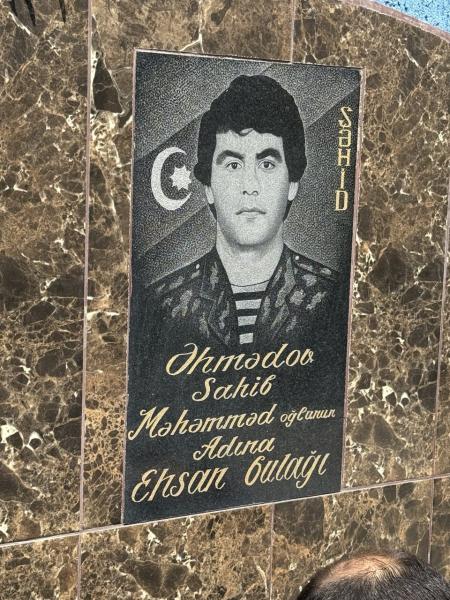 ŞƏHİD
Əhmədov
Sahib
Məhəmməd oğlunun
Adına
Ehsan bulağı